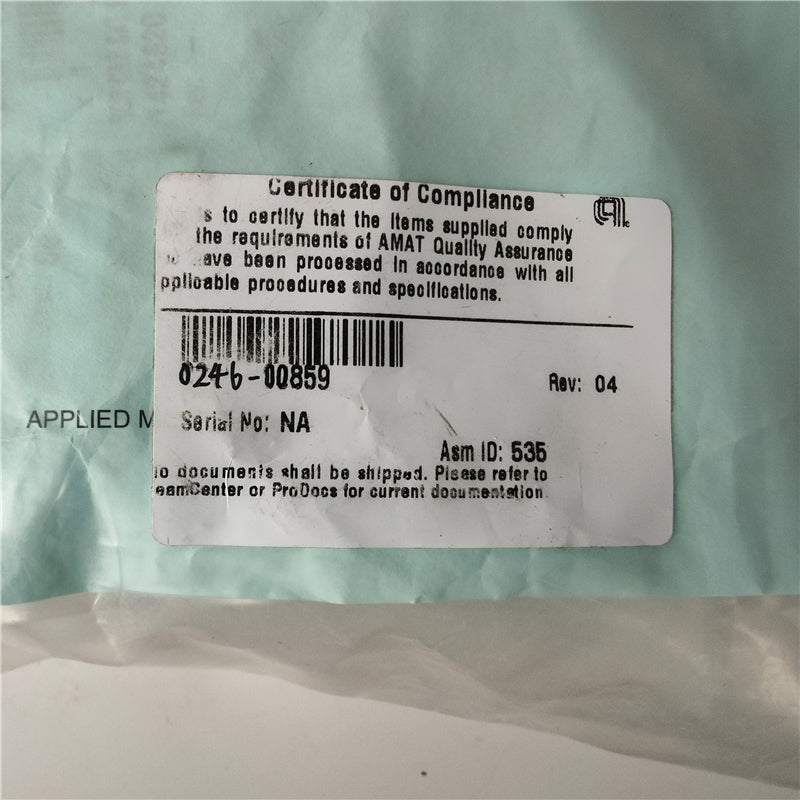 Certificate of Compliance
s to certify that the items supplied comply
the requirements of AMAT Quality Assurance
ave been processed in accordance with all
pplicable procedures and specifications.
0246-00859
Rev: 04
APPLIED M
Serial No: NA
Asm ID: 535
o documents shall be shipped. Please refer to
eamCenter or ProDocs for current documentation